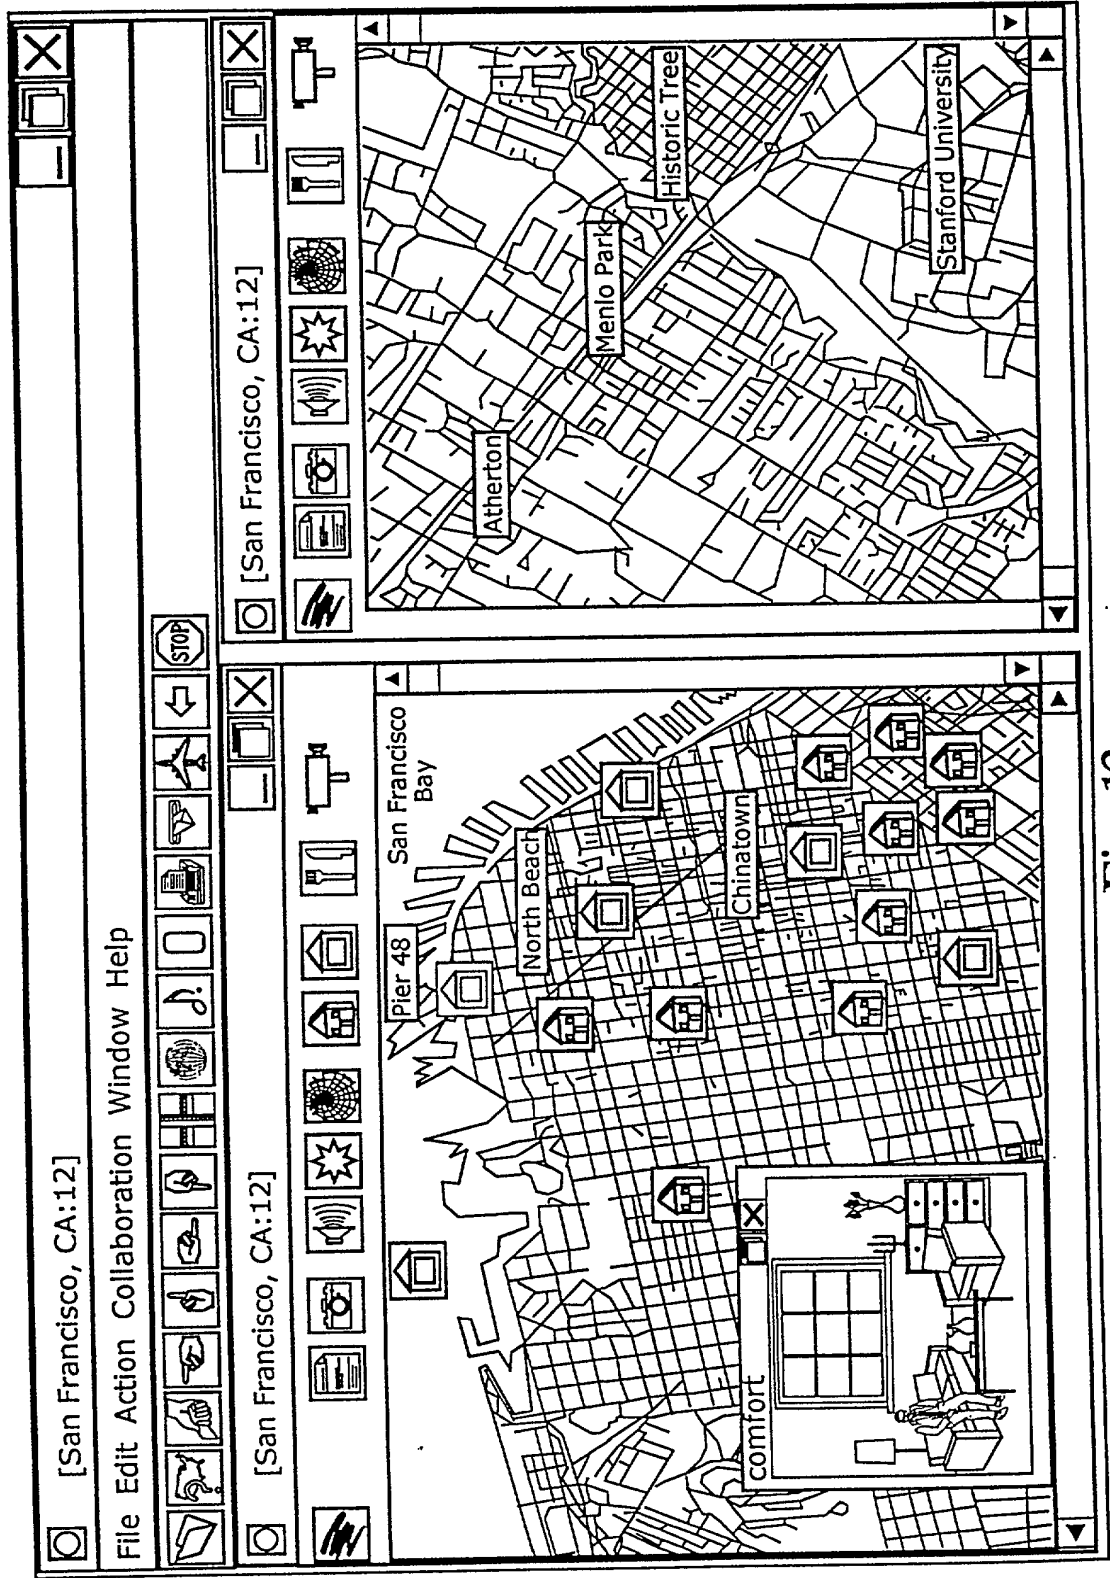 [San Francisco, CA:12]
File Edit Action Collaboration Window Help
STOP
[San Francisco, CA:12]
San Francisco
Bay
Pier 48
North Beach
Chinatown
comfort
[San Francisco, CA:12]
Atherton
Menlo Park
Historic Tree
Stanford University